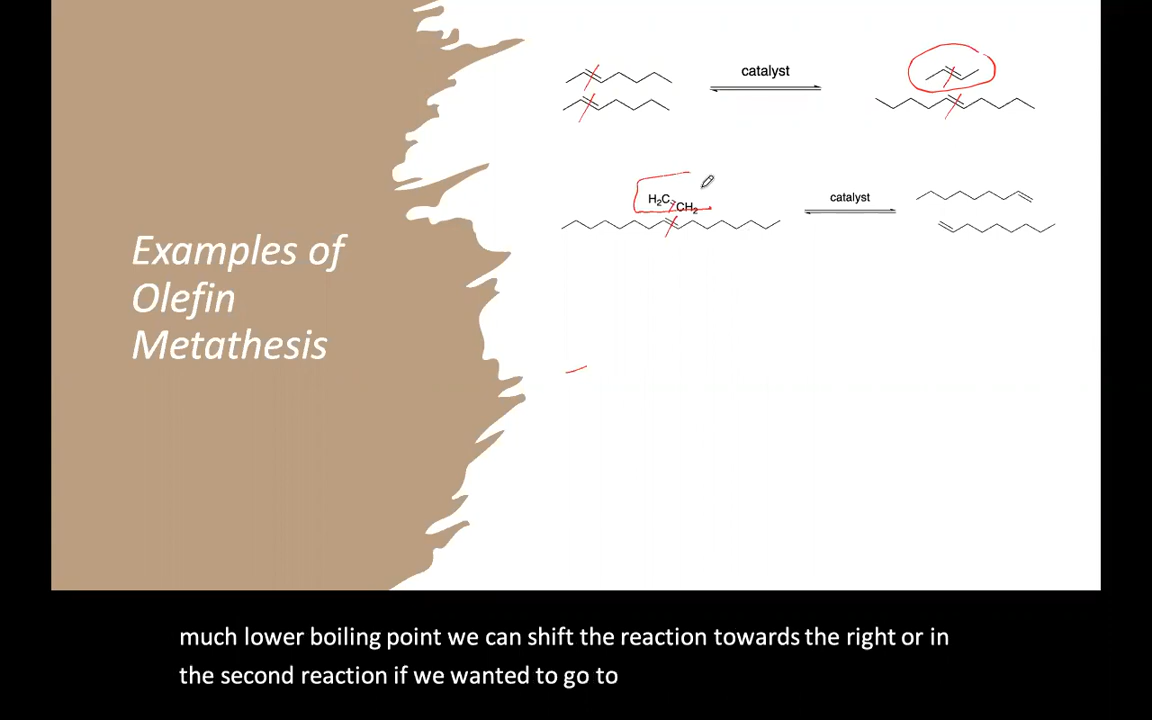 catalyst
H₂C
CH₂
catalyst
Examples of
Olefin
Metathesis
much lower boiling point we can shift the reaction towards the right or in
the second reaction if we wanted to go to